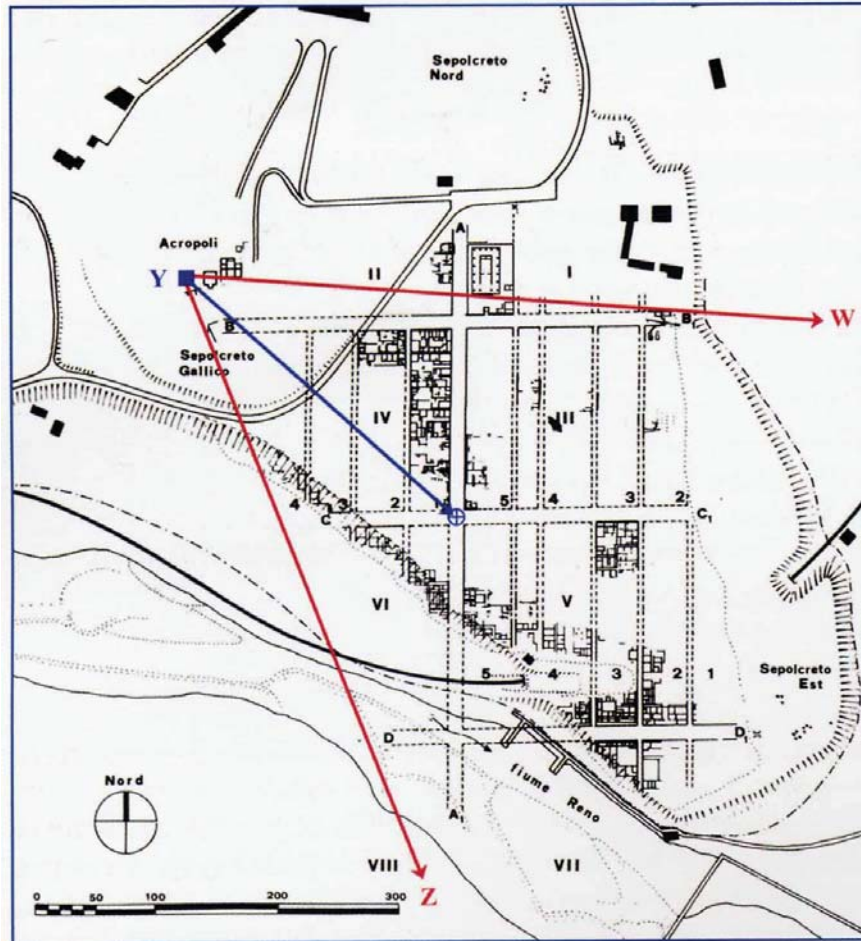 Sepolcreto
Nord
A
Acropoli
II
I
Y
W
B
B
Sepolcreto
Gallico
IV
III
4
3
2
1
5
4
3
2
C
C1
VI
V
5
4
3
2
1
Sepolcreto
Est
D
D1
Nord
fiume Reno
A
VIII
VII
Z
0 50 100 200 300